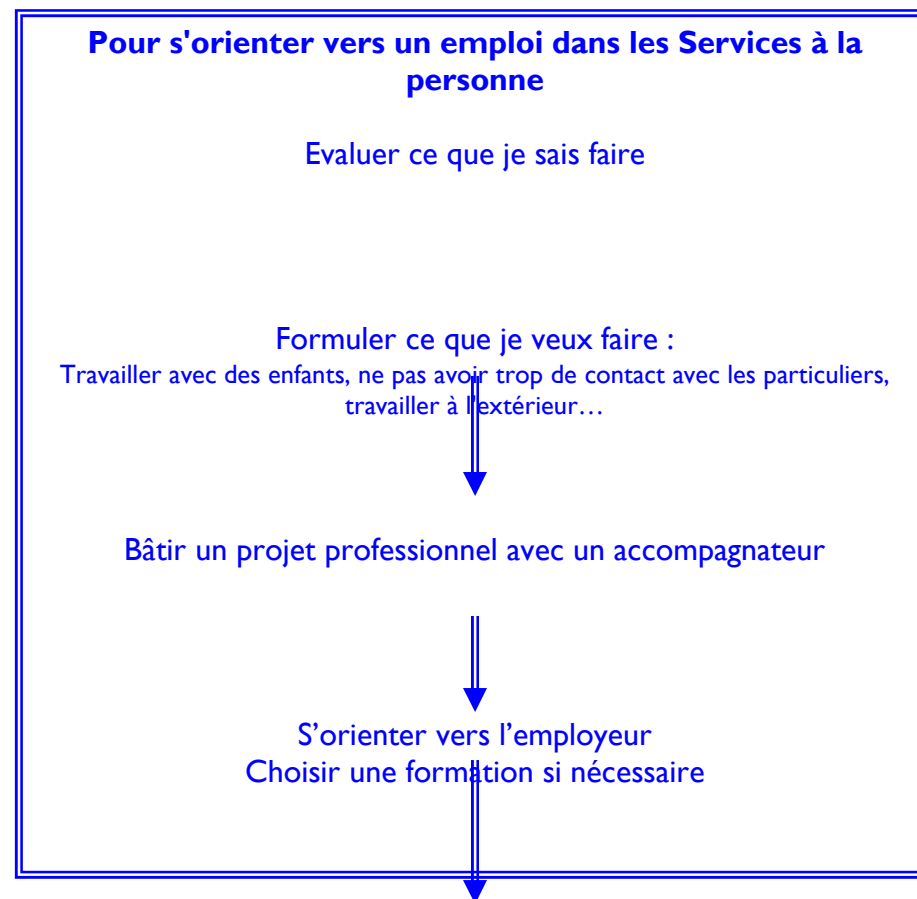 Pour s'orienter vers un emploi dans les Services à la
personne
Evaluer ce que je sais faire
Formuler ce que je veux faire :
Travailler avec des enfants, ne pas avoir trop de contact avec les particuliers,
travailler à l'extérieur…
Bâtir un projet professionnel avec un accompagnateur
S’orienter vers l’employeur
Choisir une formation si nécessaire